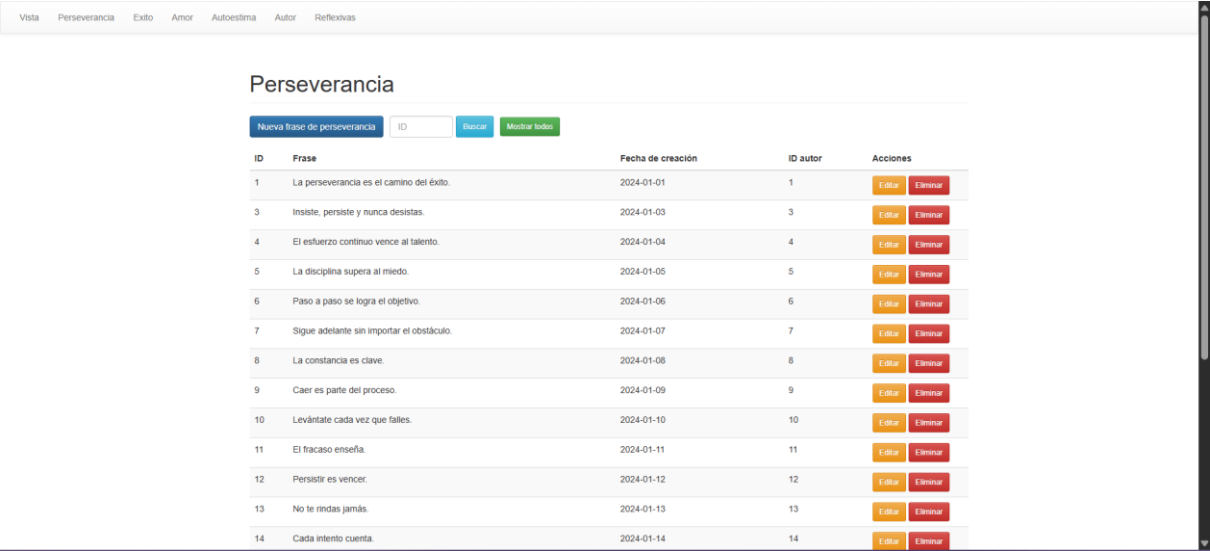 Vista Perseverancia Exito Amor Autoestima Autor Reflexivas
Perseverancia
Nueva frase de perseverancia ID Buscar Mostrar todos
ID Frase Fecha de creación ID autor Acciones
1 La perseverancia es el camino del éxito. 2024-01-01 1 Editar Eliminar
3 Insiste, persiste y nunca desistas. 2024-01-03 3 Editar Eliminar
4 El esfuerzo continuo vence al talento. 2024-01-04 4 Editar Eliminar
5 La disciplina supera al miedo. 2024-01-05 5 Editar Eliminar
6 Paso a paso se logra el objetivo. 2024-01-06 6 Editar Eliminar
7 Sigue adelante sin importar el obstáculo. 2024-01-07 7 Editar Eliminar
8 La constancia es clave. 2024-01-08 8 Editar Eliminar
9 Caer es parte del proceso. 2024-01-09 9 Editar Eliminar
10 Levántate cada vez que falles. 2024-01-10 10 Editar Eliminar
11 El fracaso enseña. 2024-01-11 11 Editar Eliminar
12 Persistir es vencer. 2024-01-12 12 Editar Eliminar
13 No te rindas jamás. 2024-01-13 13 Editar Eliminar
14 Cada intento cuenta. 2024-01-14 14 Editar Eliminar